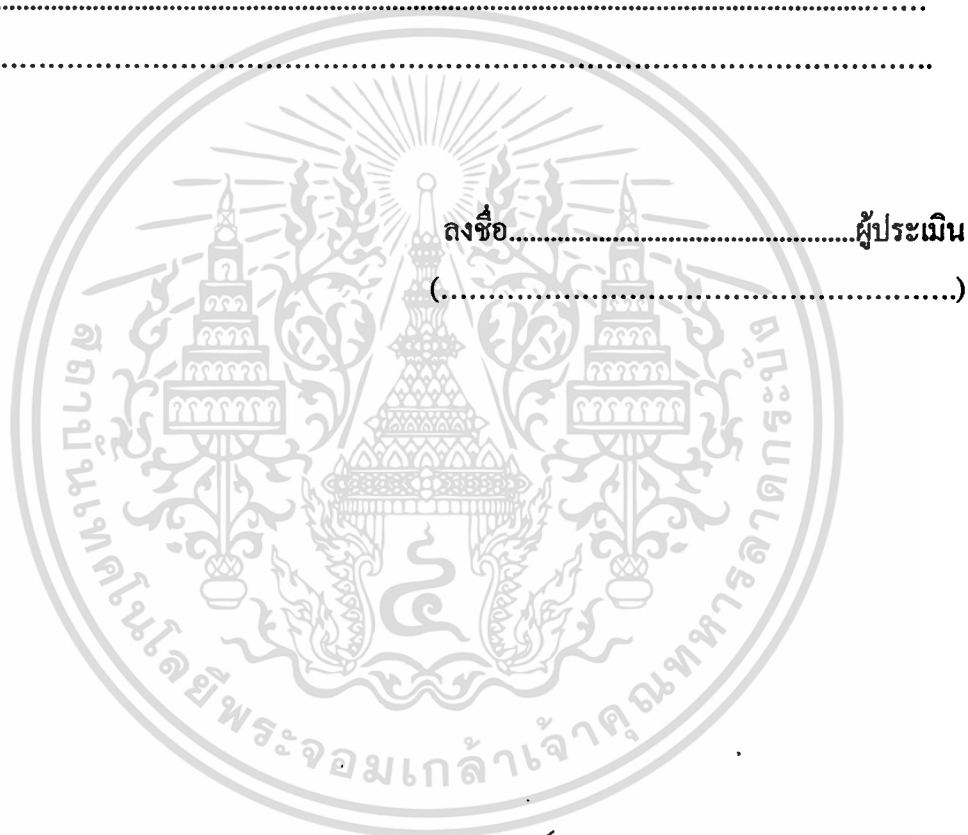 ลงชื่อ..................................................ผู้ประเมิน
(..........................................................)
สถาบันเทคโนโลยีพระจอมเกล้าเจ้าคุณทหารลาดกระบัง
๔